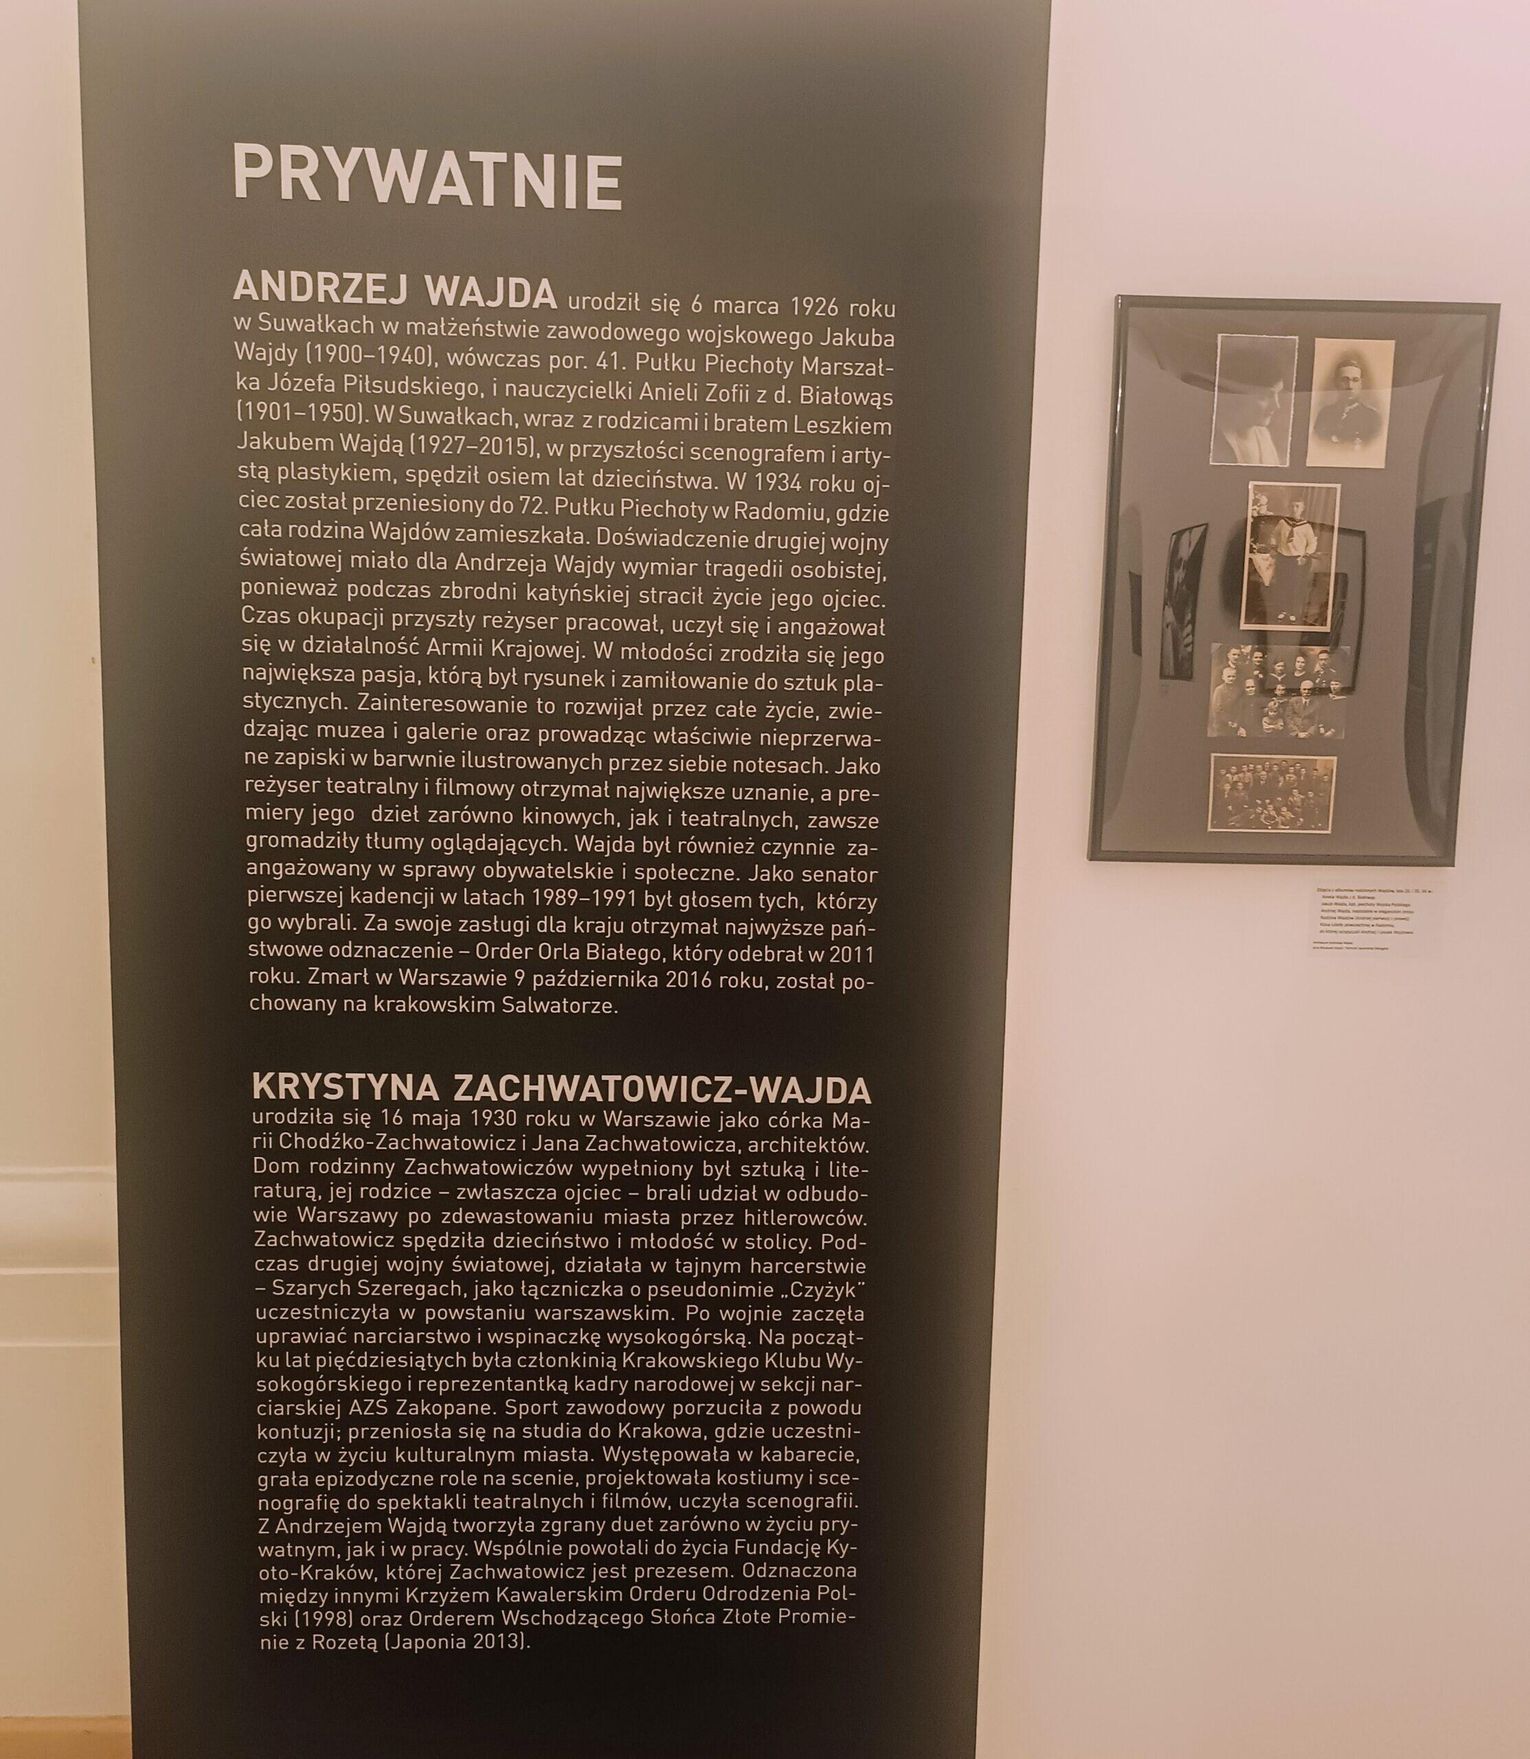 PRYWATNIE
ANDRZEJ WAJDA urodził się 6 marca 1926 roku
w Suwałkach w małżeństwie zawodowego wojskowego Jakuba
Wajdy (1900–1940), wówczas por. 41. Pułku Piechoty Marszał-
ka Józefa Piłsudskiego, i nauczycielki Anieli Zofii z d. Białowąs
(1901–1950). W Suwałkach, wraz z rodzicami i bratem Leszkiem
Jakubem Wajdą (1927–2015), w przyszłości scenografem i arty-
stą plastykiem, spędził osiem lat dzieciństwa. W 1934 roku oj-
ciec został przeniesiony do 72. Pułku Piechoty w Radomiu, gdzie
cała rodzina Wajdów zamieszkała. Doświadczenie drugiej wojny
światowej miało dla Andrzeja Wajdy wymiar tragedii osobistej,
ponieważ podczas zbrodni katyńskiej stracił życie jego ojciec.
Czas okupacji przyszły reżyser pracował, uczył się i angażował
się w działalność Armii Krajowej. W młodości zrodziła się jego
największa pasja, którą był rysunek i zamiłowanie do sztuk pla-
stycznych. Zainteresowanie to rozwijał przez całe życie, zwie-
dzając muzea i galerie oraz prowadząc właściwie nieprzerwa-
ne zapiski w barwnie ilustrowanych przez siebie notesach. Jako
reżyser teatralny i filmowy otrzymał największe uznanie, a pre-
miery jego dzieł zarówno kinowych, jak i teatralnych, zawsze
gromadziły tłumy oglądających. Wajda był również czynnie za-
angażowany w sprawy obywatelskie i społeczne. Jako senator
pierwszej kadencji w latach 1989–1991 był głosem tych, którzy
go wybrali. Za swoje zasługi dla kraju otrzymał najwyższe pań-
stwowe odznaczenie – Order Orla Białego, który odebrał w 2011
roku. Zmarł w Warszawie 9 października 2016 roku, został po-
chowany na krakowskim Salwatorze.
KRYSTYNA ZACHWATOWICZ-WAJDA
urodziła się 16 maja 1930 roku w Warszawie jako córka Ma-
rii Chodźko-Zachwatowicz i Jana Zachwatowicza, architektów.
Dom rodzinny Zachwatowiczów wypełniony był sztuką i lite-
raturą, jej rodzice – zwłaszcza ojciec – brali udział w odbudo-
wie Warszawy po zdewastowaniu miasta przez hitlerowców.
Zachwatowicz spędziła dzieciństwo i młodość w stolicy. Pod-
czas drugiej wojny światowej, działała w tajnym harcerstwie
– Szarych Szeregach, jako łączniczka o pseudonimie „Czyżyk”
uczestniczyła w powstaniu warszawskim. Po wojnie zaczęła
uprawiać narciarstwo i wspinaczkę wysokogórską. Na począt-
ku lat pięćdziesiątych była członkinią Krakowskiego Klubu Wy-
sokogórskiego i reprezentantką kadry narodowej w sekcji nar-
ciarskiej AZS Zakopane. Sport zawodowy porzuciła z powodu
kontuzji; przeniosła się na studia do Krakowa, gdzie uczestni-
czyła w życiu kulturalnym miasta. Występowała w kabarecie,
grała epizodyczne role na scenie, projektowała kostiumy i sce-
nografię do spektakli teatralnych i filmów, uczyła scenografii.
Z Andrzejem Wajdą tworzyła zgrany duet zarówno w życiu pry-
watnym, jak i w pracy. Wspólnie powołali do życia Fundację Ky-
oto-Kraków, której Zachwatowicz jest prezesem. Odznaczona
między innymi Krzyżem Kawalerskim Orderu Odrodzenia Pol-
ski (1998) oraz Orderem Wschodzącego Słońca Złote Promie-
nie z Rozetą (Japonia 2013).